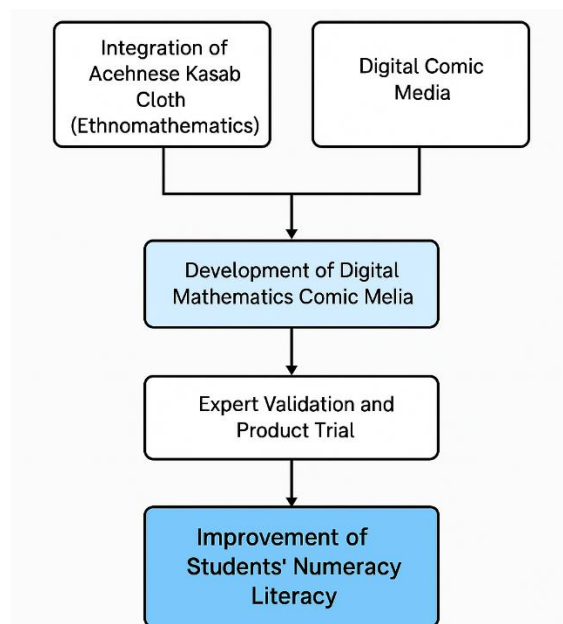 Integration of
Acehnese Kasab
Cloth
(Ethnomathematics)
Digital Comic
Media
Development of Digital
Mathematics Comic Melia
Expert Validation and
Product Trial
Improvement of
Students' Numeracy
Literacy